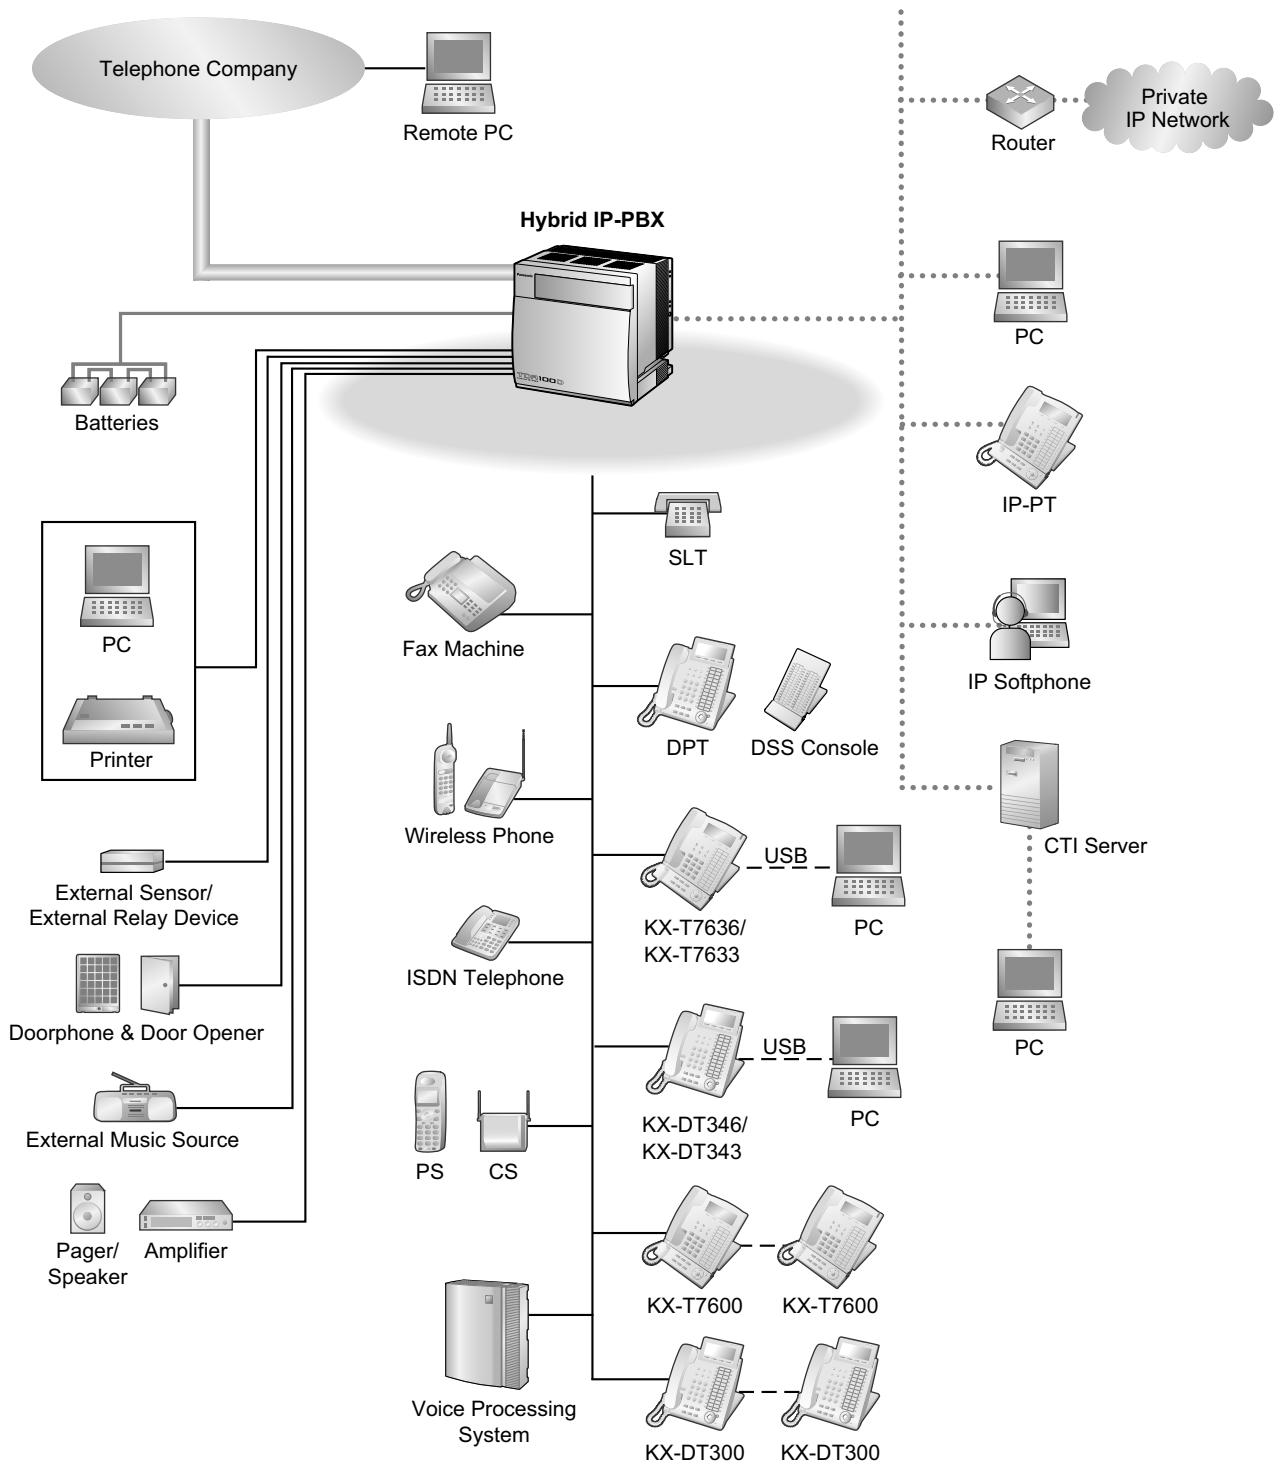 Telephone Company
Remote PC
Private
IP Network
Router
Hybrid IP-PBX
Panasonic
TDA100D
PC
Batteries
IP-PT
SLT
PC
Fax Machine
IP Softphone
Printer
DPT
DSS Console
Wireless Phone
USB
CTI Server
External Sensor/
External Relay Device
KX-T7636/
KX-T7633
PC
ISDN Telephone
Doorphone & Door Opener
USB
PC
External Music Source
KX-DT346/
KX-DT343
PC
PS
CS
Pager/
Speaker
Amplifier
KX-T7600
KX-T7600
Voice Processing
System
KX-DT300
KX-DT300